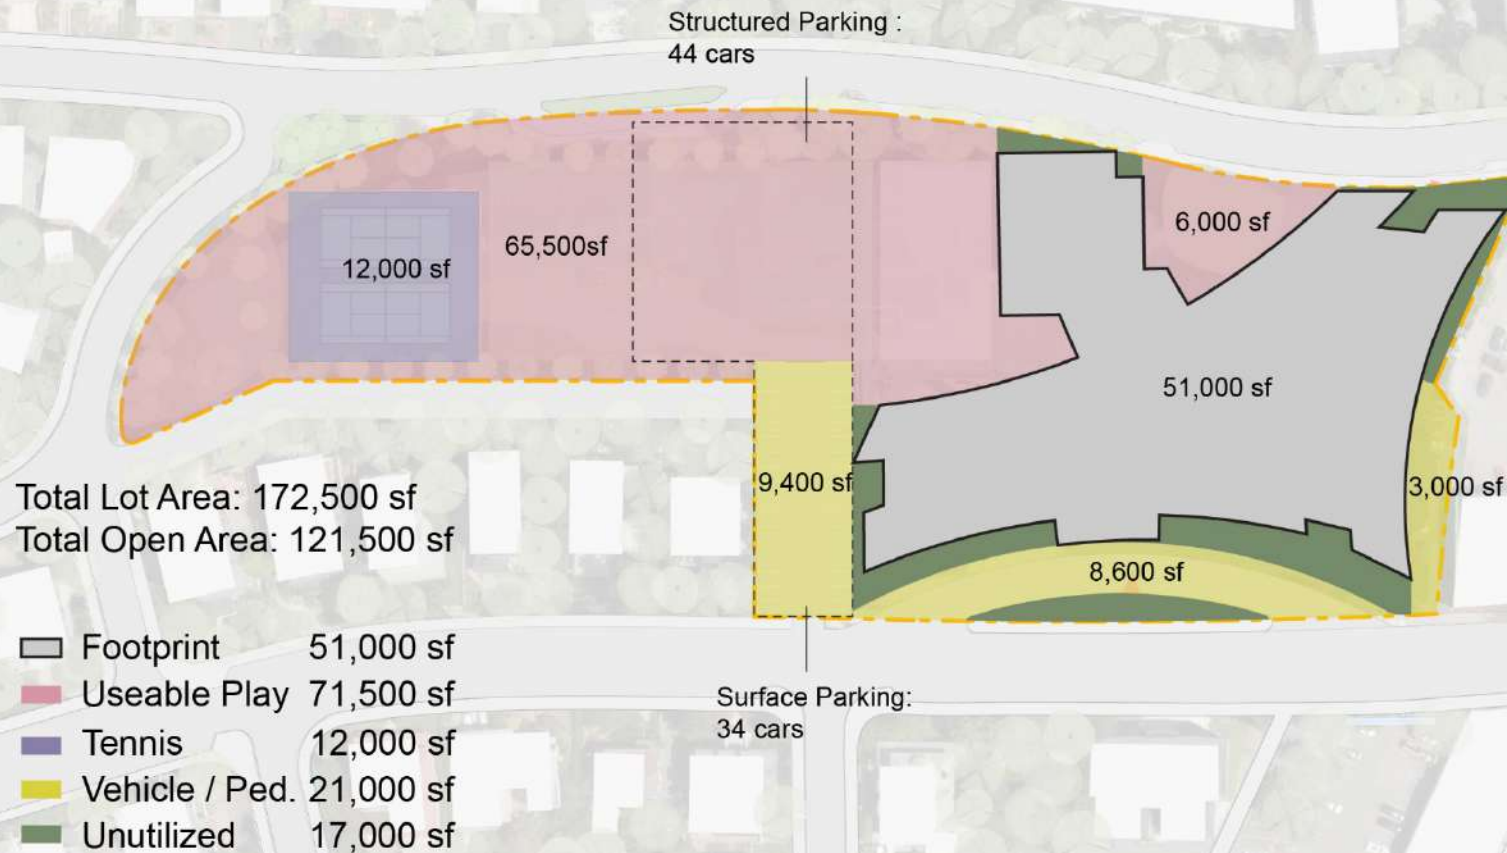 Structured Parking :
44 cars
6,000 sf
65,500sf
12,000 sf
51,000 sf
9,400 sf
3,000 sf
8,600 sf
Total Lot Area: 172,500 sf
Total Open Area: 121,500 sf
Footprint 51,000 sf
Useable Play 71,500 sf
Tennis 12,000 sf
Vehicle / Ped. 21,000 sf
Unutilized 17,000 sf
Surface Parking:
34 cars